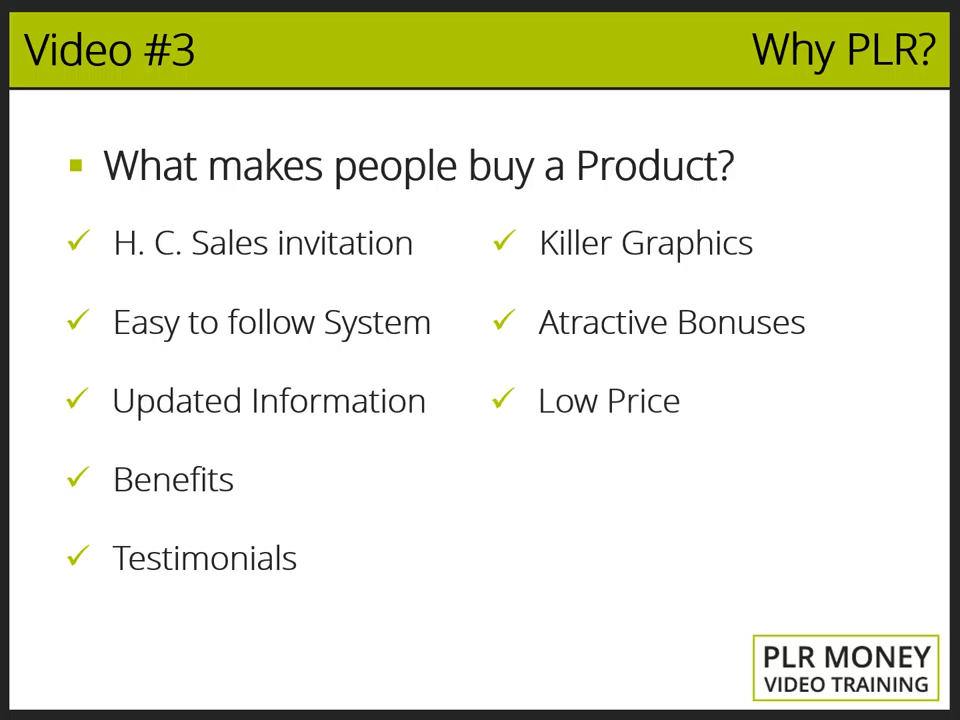 Video #3
Why PLR?
What makes people buy a Product?
H. C. Sales invitation
Easy to follow System
Updated Information
Benefits
Testimonials
Killer Graphics
Atractive Bonuses
Low Price
PLR MONEY
VIDEO TRAINING